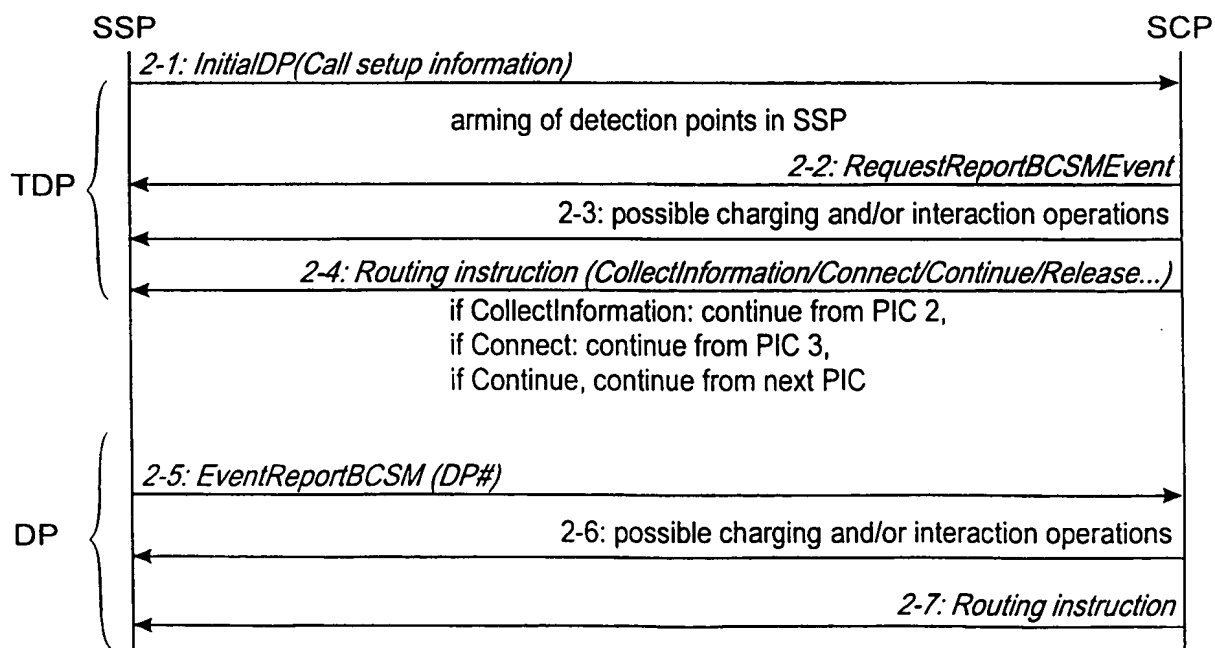 SSP
SCP
2-1: InitialDP(Call setup information)
arming of detection points in SSP
2-2: RequestReportBCSMEvent
TDP
2-3: possible charging and/or interaction operations
2-4: Routing instruction (CollectInformation/Connect/Continue/Release...)
if CollectInformation: continue from PIC 2,
if Connect: continue from PIC 3,
if Continue, continue from next PIC
2-5: EventReportBCSM (DP#)
DP
2-6: possible charging and/or interaction operations
2-7: Routing instruction